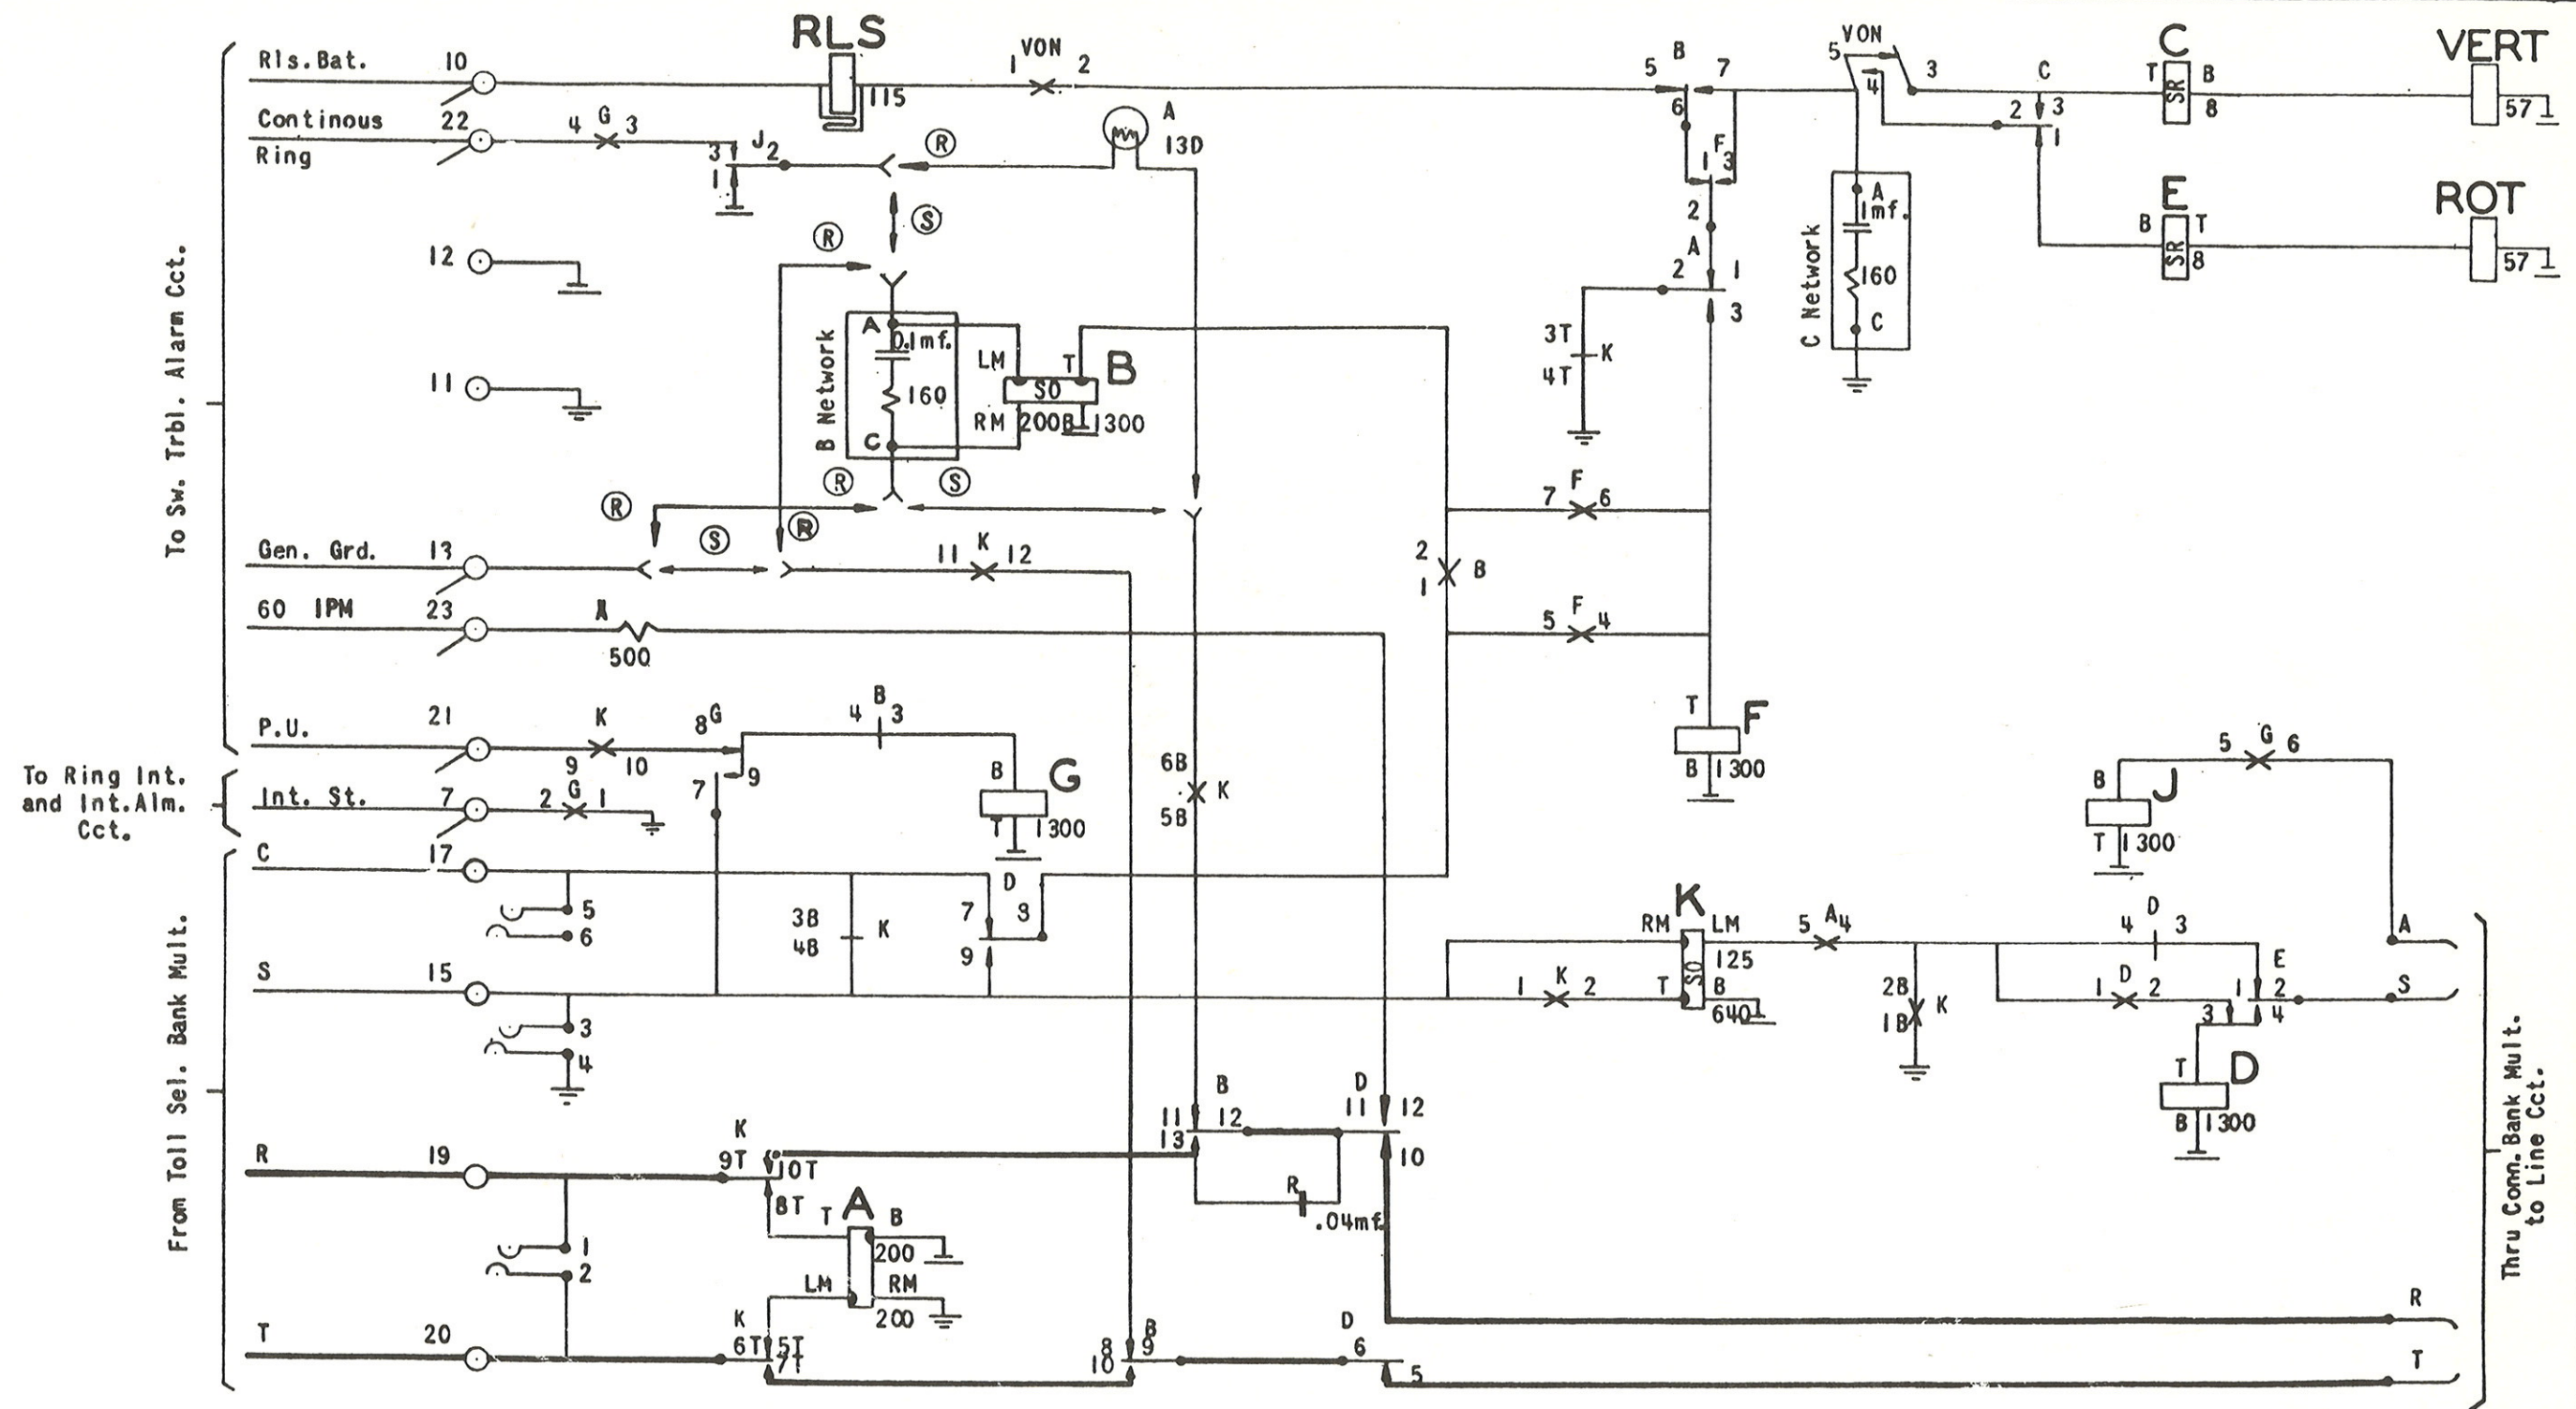 RLS
Rls.Bat. 10
115
1 VON 2
B
5 7
6
VON
5
4
3
C
2 3
1
C
T SR B
8
VERT
57
Continous
Ring
22
4 G 3
3 J 2
1
R
A
13D
F
1 3
2
S
R
A
2 1
3
A
1mf.
160
C
C Network
E
B SR T
8
ROT
57
12
11
To Sw. Trbl. Alarm Cct.
A
0.1mf.
160
C
B Network
LM T
B
SO
RM 200 B 1300
3T
4T
K
R
S
R
R
S
7 F 6
Gen. Grd. 13
11 K 12
2
1
B
60 IPM 23
A
500
5 F 4
P.U. 21
K
9 10
8 G
7 9
4 B 3
B
G
T 1300
6B
5B
K
T
F
B 1300
To Ring Int.
and Int.Alm.
Cct.
Int. St. 7
2 G 1
5 G 6
B
J
T 1300
C 17
5
6
3B
4B
K
D
7 8
9
K
RM LM
125
SO
T B
640
1 K 2
5 A 4
2B
1B
K
D
4 3
D
1 2
E
1 2
3 4
A
S
T
D
B 1300
S 15
3
4
From Toll Sel. Bank Mult.
Thru Conn. Bank Mult.
to Line Cct.
R 19
K
9T 10T
8T
T A B
200
LM RM
200
11 B
12
13
D
11 12
10
R
.04mf.
1
2
R
T 20
K
6T 5T
7T
B
8 9
10
D
6
5
T